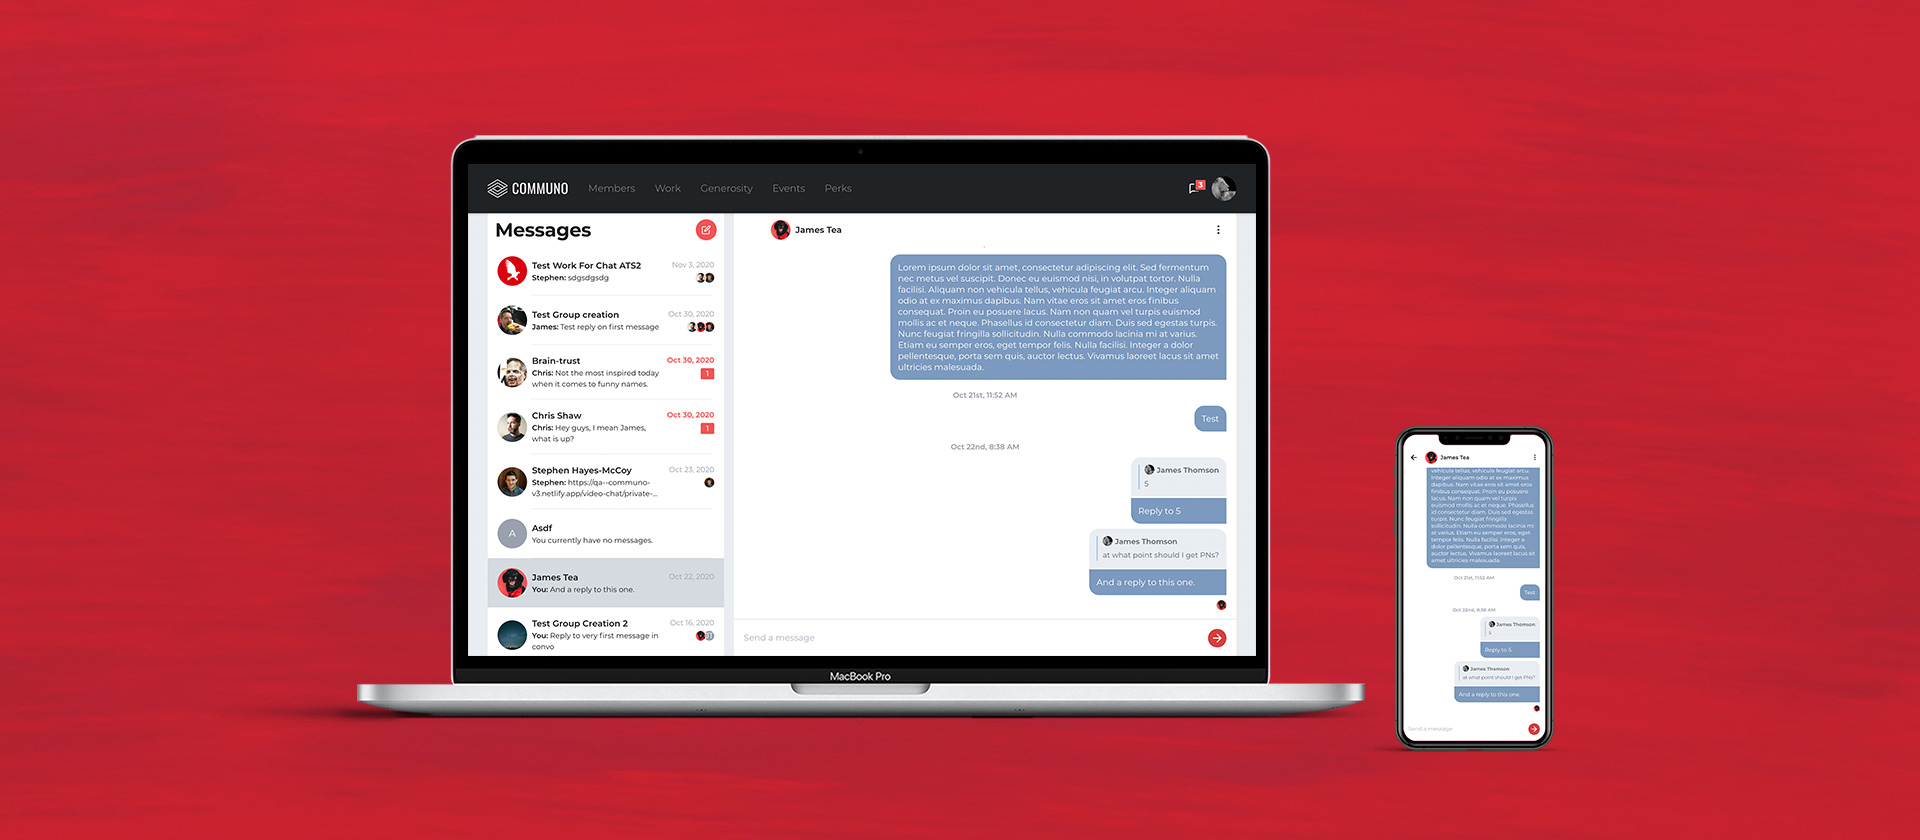 COMMUNO
Members
Work
Generosity
Events
Perks
3
Messages
Test Work For Chat ATS2
Nov 3, 2020
Stephen: sdgsdgsdg
Test Group creation
Oct 30, 2020
James: Test reply on first message
Brain-trust
Oct 30, 2020
Chris: Not the most inspired today
1
when it comes to funny names.
Chris Shaw
Oct 30, 2020
Chris: Hey guys, I mean James,
1
what is up?
Stephen Hayes-McCoy
Oct 23, 2020
Stephen: https://qa--communo-
v3.netlify.app/video-chat/private-...
A
Asdf
You currently have no messages.
James Tea
Oct 22, 2020
You: And a reply to this one.
Test Group Creation 2
Oct 16, 2020
You: Reply to very first message in
convo
James Tea
Lorem ipsum dolor sit amet, consectetur adipiscing elit. Sed fermentum
nec metus vel suscipit. Donec eu euismod nisi, in volutpat tortor. Nulla
facilisi. Aliquam non vehicula tellus, vehicula feugiat arcu. Integer aliquam
odio at ex maximus dapibus. Nam vitae eros sit amet eros finibus
consequat. Proin eu posuere lacus. Nam non quam vel turpis euismod
mollis ac et neque. Phasellus id consectetur diam. Duis sed egestas turpis.
Nunc feugiat fringilla sollicitudin. Nulla commodo lacinia mi at varius.
Etiam eu semper eros, eget tempor felis. Nulla facilisi. Integer a dolor
pellentesque, porta sem quis, auctor lectus. Vivamus laoreet lacus sit amet
ultricies malesuada.
Oct 21st, 11:52 AM
Test
Oct 22nd, 8:38 AM
James Thomson
5
Reply to 5
James Thomson
at what point should I get PNs?
And a reply to this one.
Send a message
MacBook Pro
James Tea
vehicula tellus, vehicula feugiat arcu.
Integer aliquam odio at ex maximus
dapibus. Nam vitae eros sit amet eros
finibus consequat. Proin eu posuere
lacus. Nam non quam vel turpis
euismod mollis ac et neque. Phasellus
id consectetur diam. Duis sed egestas
turpis. Nunc feugiat fringilla
sollicitudin. Nulla commodo lacinia mi
at varius. Etiam eu semper eros, eget
tempor felis. Nulla facilisi. Integer a
dolor pellentesque, porta sem quis,
auctor lectus. Vivamus laoreet lacus sit
amet ultricies malesuada.
Oct 21st, 11:52 AM
Test
Oct 22nd, 8:38 AM
James Thomson
5
Reply to 5
James Thomson
at what point should I get PNs?
And a reply to this one.
Send a message